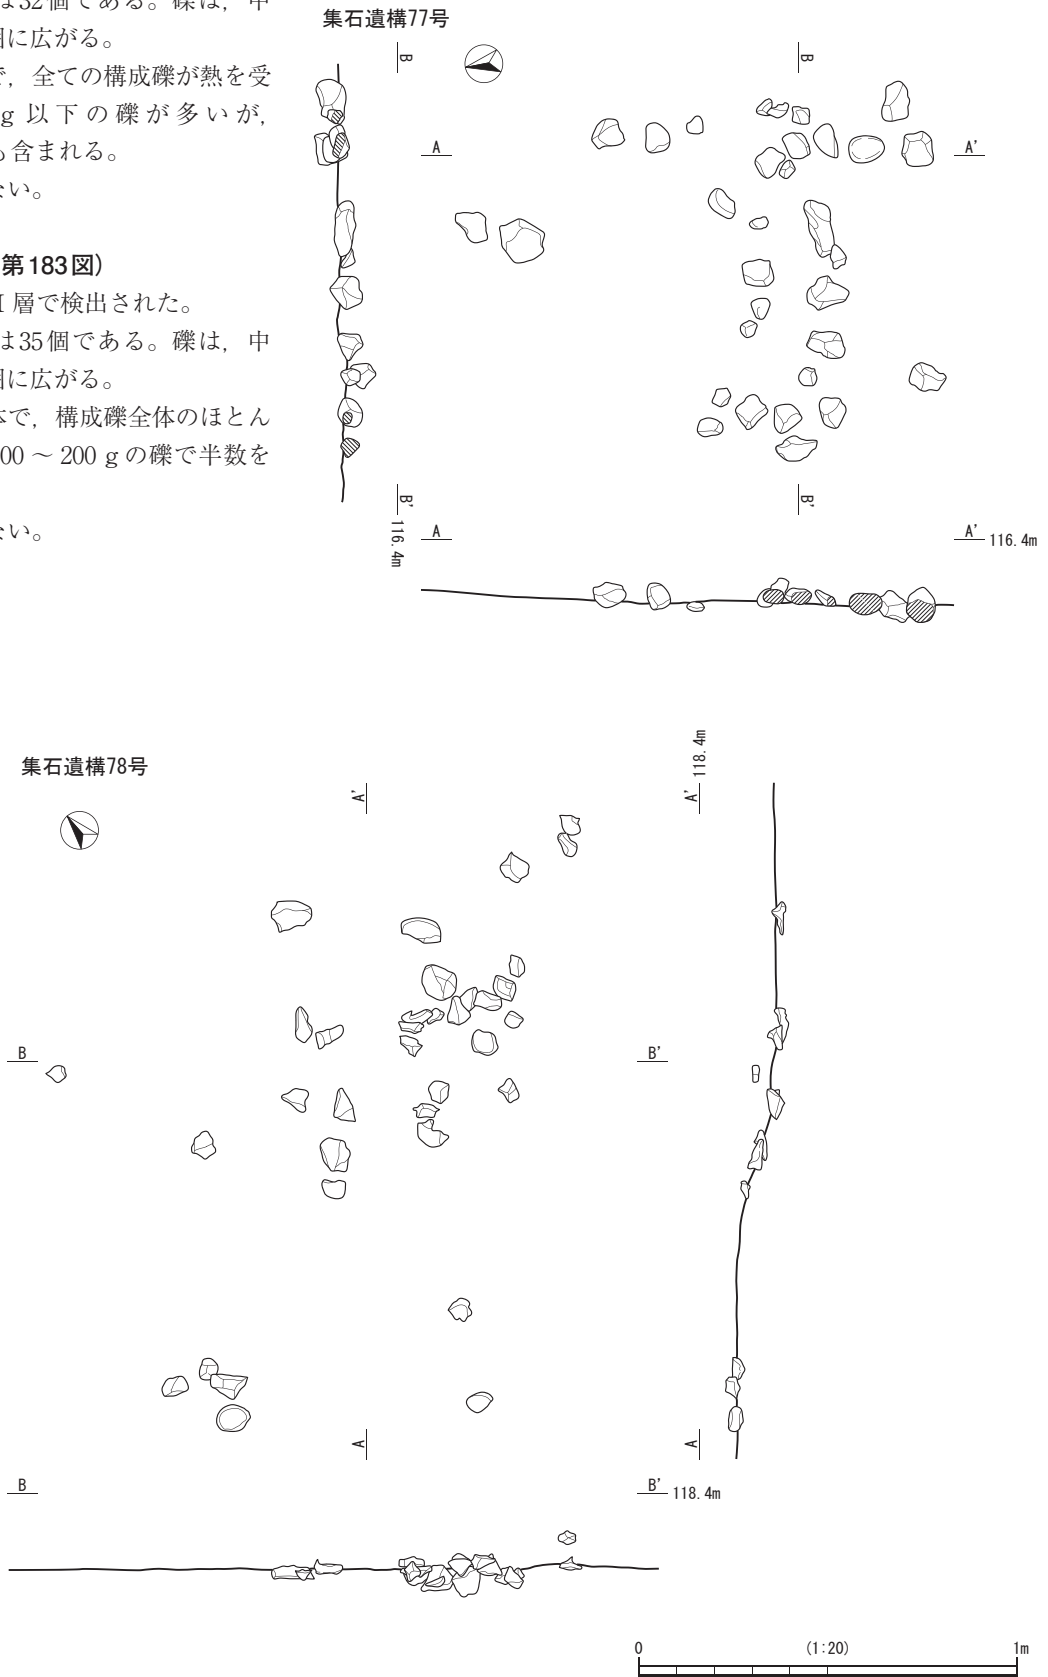 は32個である。礫は，中
囲に広がる。
で，全ての構成礫が熱を受
g 以下の礫が多いが，
も含まれる。
ない。
第183図）
Ⅰ層で検出された。
は35個である。礫は，中
囲に広がる。
体で，構成礫全体のほとん
00 ～ 200 g の礫で半数を
ない。
集石遺構77号
B
B
A
A'
B'
B'
116.4m
A
A'
116.4m
集石遺構78号
A'
A'
118.4m
B
B'
A
A
B
B'
118.4m
0
(1:20)
1m